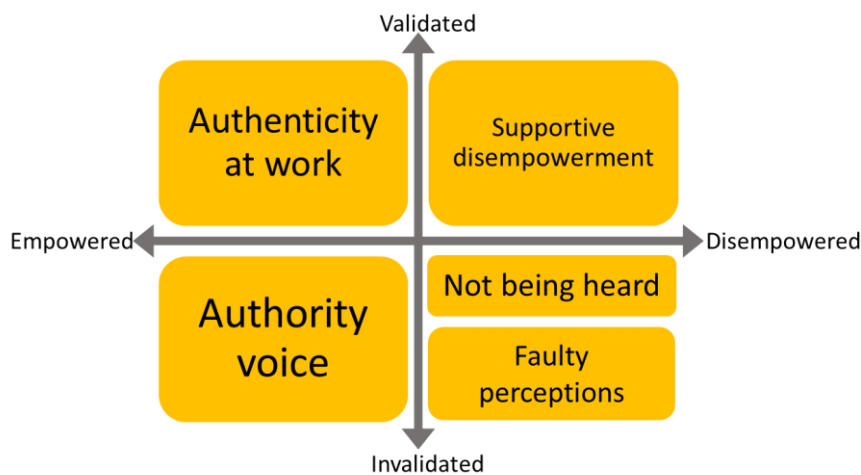 Validated
Authenticity
at work
Supportive
disempowerment
Empowered
Disempowered
Authority
voice
Not being heard
Faulty
perceptions
Invalidated